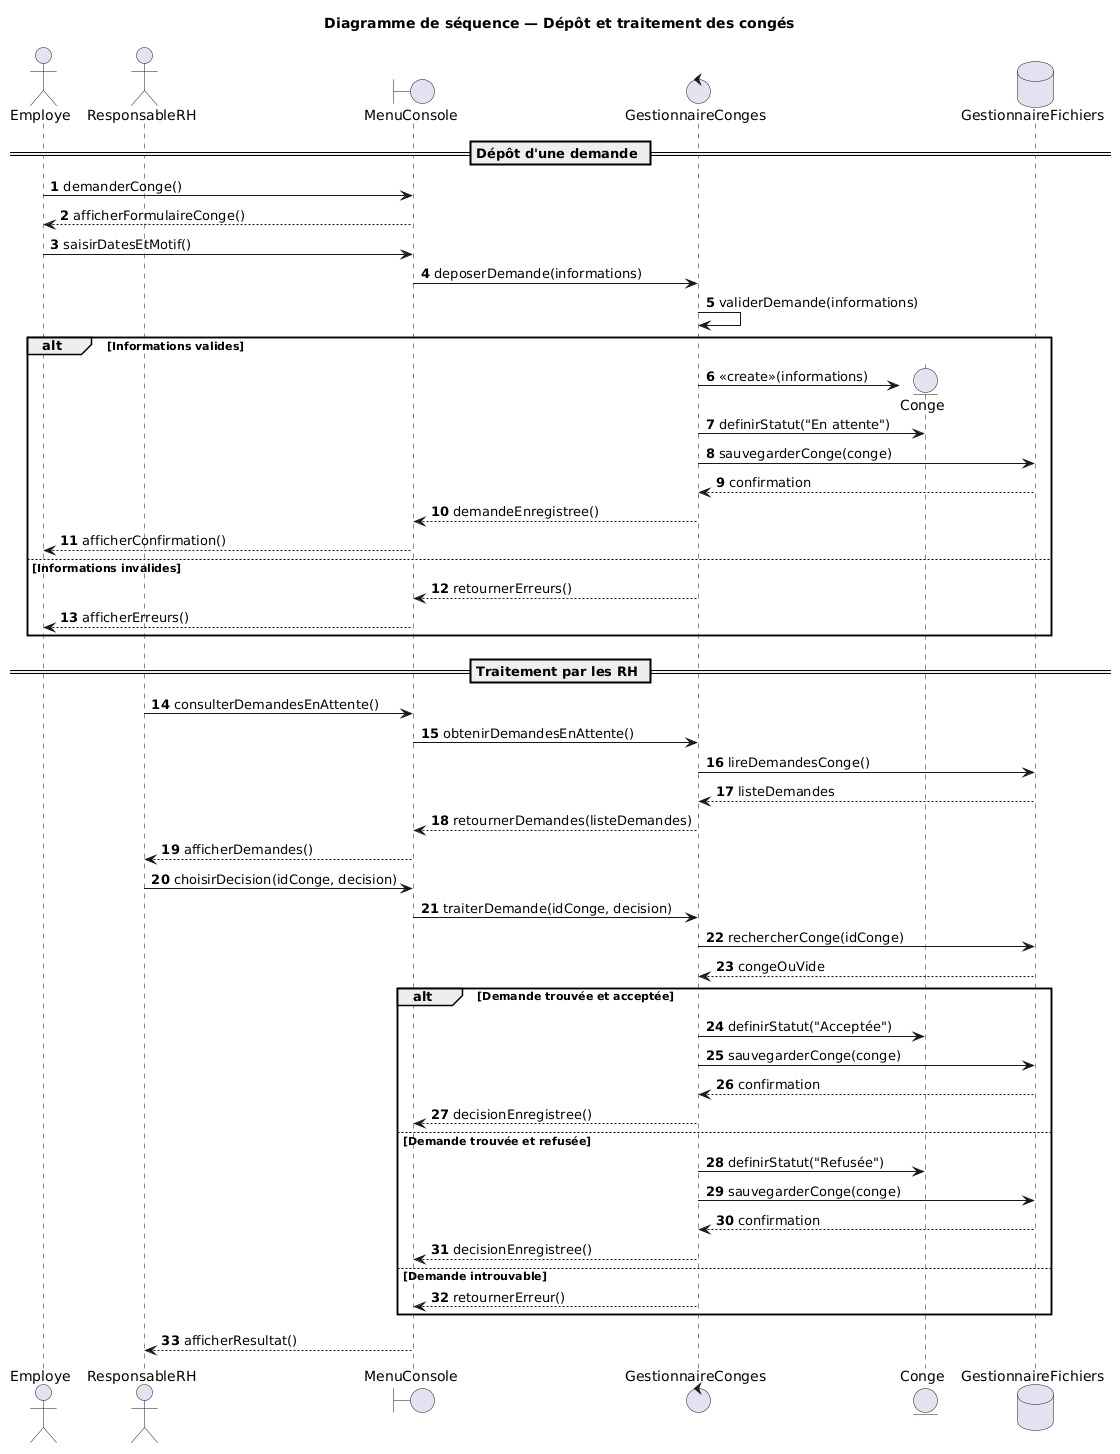 Diagramme de séquence — Dépôt et traitement des congés
Employe
ResponsableRH
MenuConsole
GestionnaireConges
GestionnaireFichiers
Dépôt d'une demande
1 demanderConge()
2 afficherFormulaireConge()
3 saisirDatesEtMotif()
4 deposerDemande(informations)
5 validerDemande(informations)
alt [Informations valides]
6 «create»(informations)
Conge
7 definirStatut("En attente")
8 sauvegarderConge(conge)
9 confirmation
10 demandeEnregistree()
11 afficherConfirmation()
[Informations invalides]
12 retournerErreurs()
13 afficherErreurs()
Traitement par les RH
14 consulterDemandesEnAttente()
15 obtenirDemandesEnAttente()
16 lireDemandesConge()
17 listeDemandes
18 retournerDemandes(listeDemandes)
19 afficherDemandes()
20 choisirDecision(idConge, decision)
21 traiterDemande(idConge, decision)
22 rechercherConge(idConge)
23 congeOuVide
alt [Demande trouvée et acceptée]
24 definirStatut("Acceptée")
25 sauvegarderConge(conge)
26 confirmation
27 decisionEnregistree()
[Demande trouvée et refusée]
28 definirStatut("Refusée")
29 sauvegarderConge(conge)
30 confirmation
31 decisionEnregistree()
[Demande introuvable]
32 retournerErreur()
33 afficherResultat()
Employe
ResponsableRH
MenuConsole
GestionnaireConges
Conge
GestionnaireFichiers